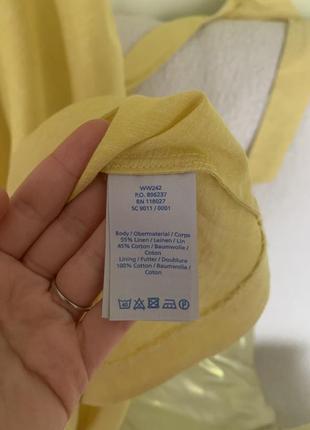 WW242
P.O. 896237
RN 118027
SC 9011 / 0001
Body / Obermaterial / Corps
55% Linen / Leinen / Lin
45% Cotton / Baumwolle /
Coton
Lining / Futter / Doublure
100% Cotton / Baumwolle /
Coton